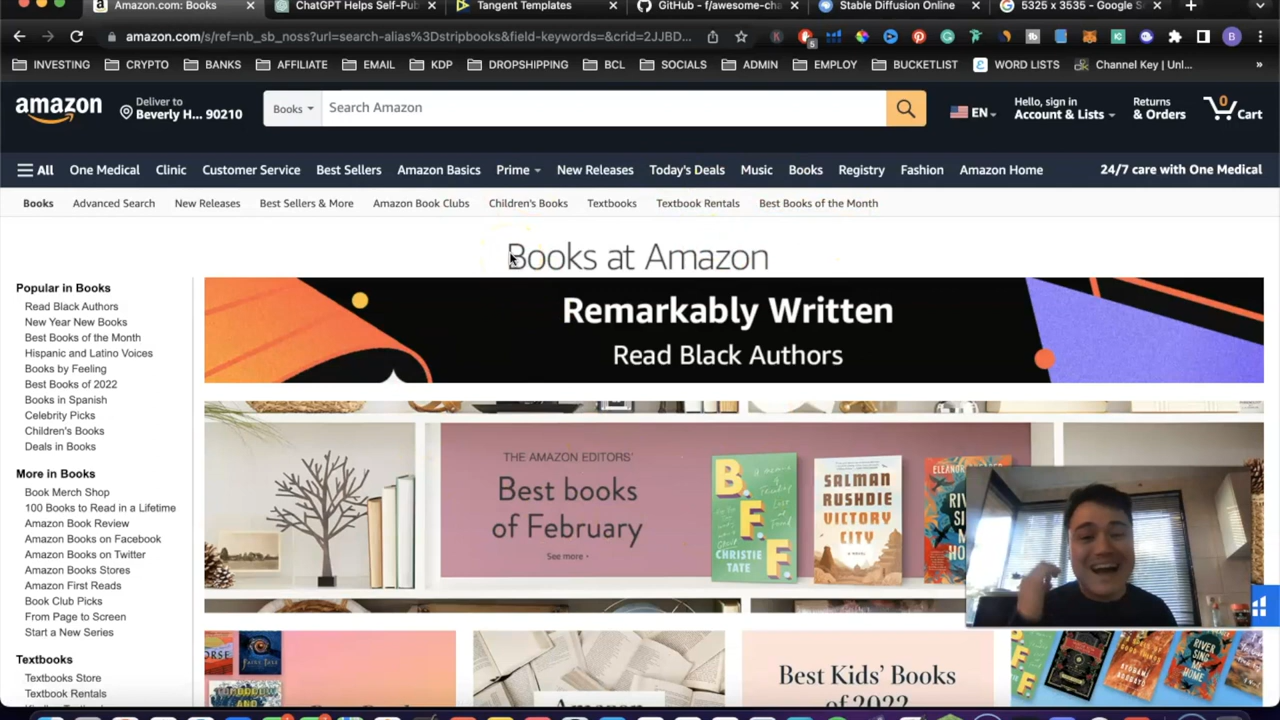 Amazon.com: Books
ChatGPT Helps Self-Pub
Tangent Templates
GitHub - f/awesome-cha
Stable Diffusion Online
5325 x 3535 - Google S
amazon.com/s/ref=nb_sb_noss?url=search-alias%3Dstripbooks&field-keywords=&crid=2JJBD...
5
B
INVESTING
CRYPTO
BANKS
AFFILIATE
EMAIL
KDP
DROPSHIPPING
BCL
SOCIALS
ADMIN
EMPLOY
BUCKETLIST
WORD LISTS
Channel Key | Unl...
»
amazon
Deliver to
Beverly H... 90210
Books
Search Amazon
EN
Hello, sign in
Account & Lists
Returns
& Orders
0
Cart
All
One Medical
Clinic
Customer Service
Best Sellers
Amazon Basics
Prime
New Releases
Today's Deals
Music
Books
Registry
Fashion
Amazon Home
24/7 care with One Medical
Books
Advanced Search
New Releases
Best Sellers & More
Amazon Book Clubs
Children's Books
Textbooks
Textbook Rentals
Best Books of the Month
Books at Amazon
Popular in Books
Read Black Authors
New Year New Books
Best Books of the Month
Hispanic and Latino Voices
Books by Feeling
Best Books of 2022
Books in Spanish
Celebrity Picks
Children's Books
Deals in Books
More in Books
Book Merch Shop
100 Books to Read in a Lifetime
Amazon Book Review
Amazon Books on Facebook
Amazon Books on Twitter
Amazon Books Stores
Amazon First Reads
Book Club Picks
From Page to Screen
Start a New Series
Textbooks
Textbooks Store
Textbook Rentals
Remarkably Written
Read Black Authors
THE AMAZON EDITORS'
Best books
of February
See more ›
B.
F.
F.
CHRISTIE
TATE
SALMAN
RUSHDIE
VICTORY
CITY
A NOVEL
Best Kids' Books
of 2022